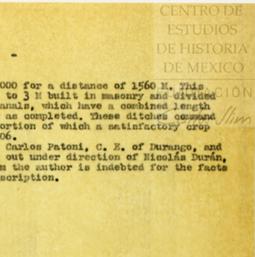 CENTRO DE
ESTUDIOS
DE HISTORIA
DE MEXICO
000 for a distance of 1560 M. This
to 3 M built in masonry and divided
anals, which have a combined length
as completed. These ditches command
ortion of which a satisfactory crop
06.
Carlos Patoni, C. E. of Durango, and
out under direction of Nicolás Durán,
m the author is indebted for the facts
scription.